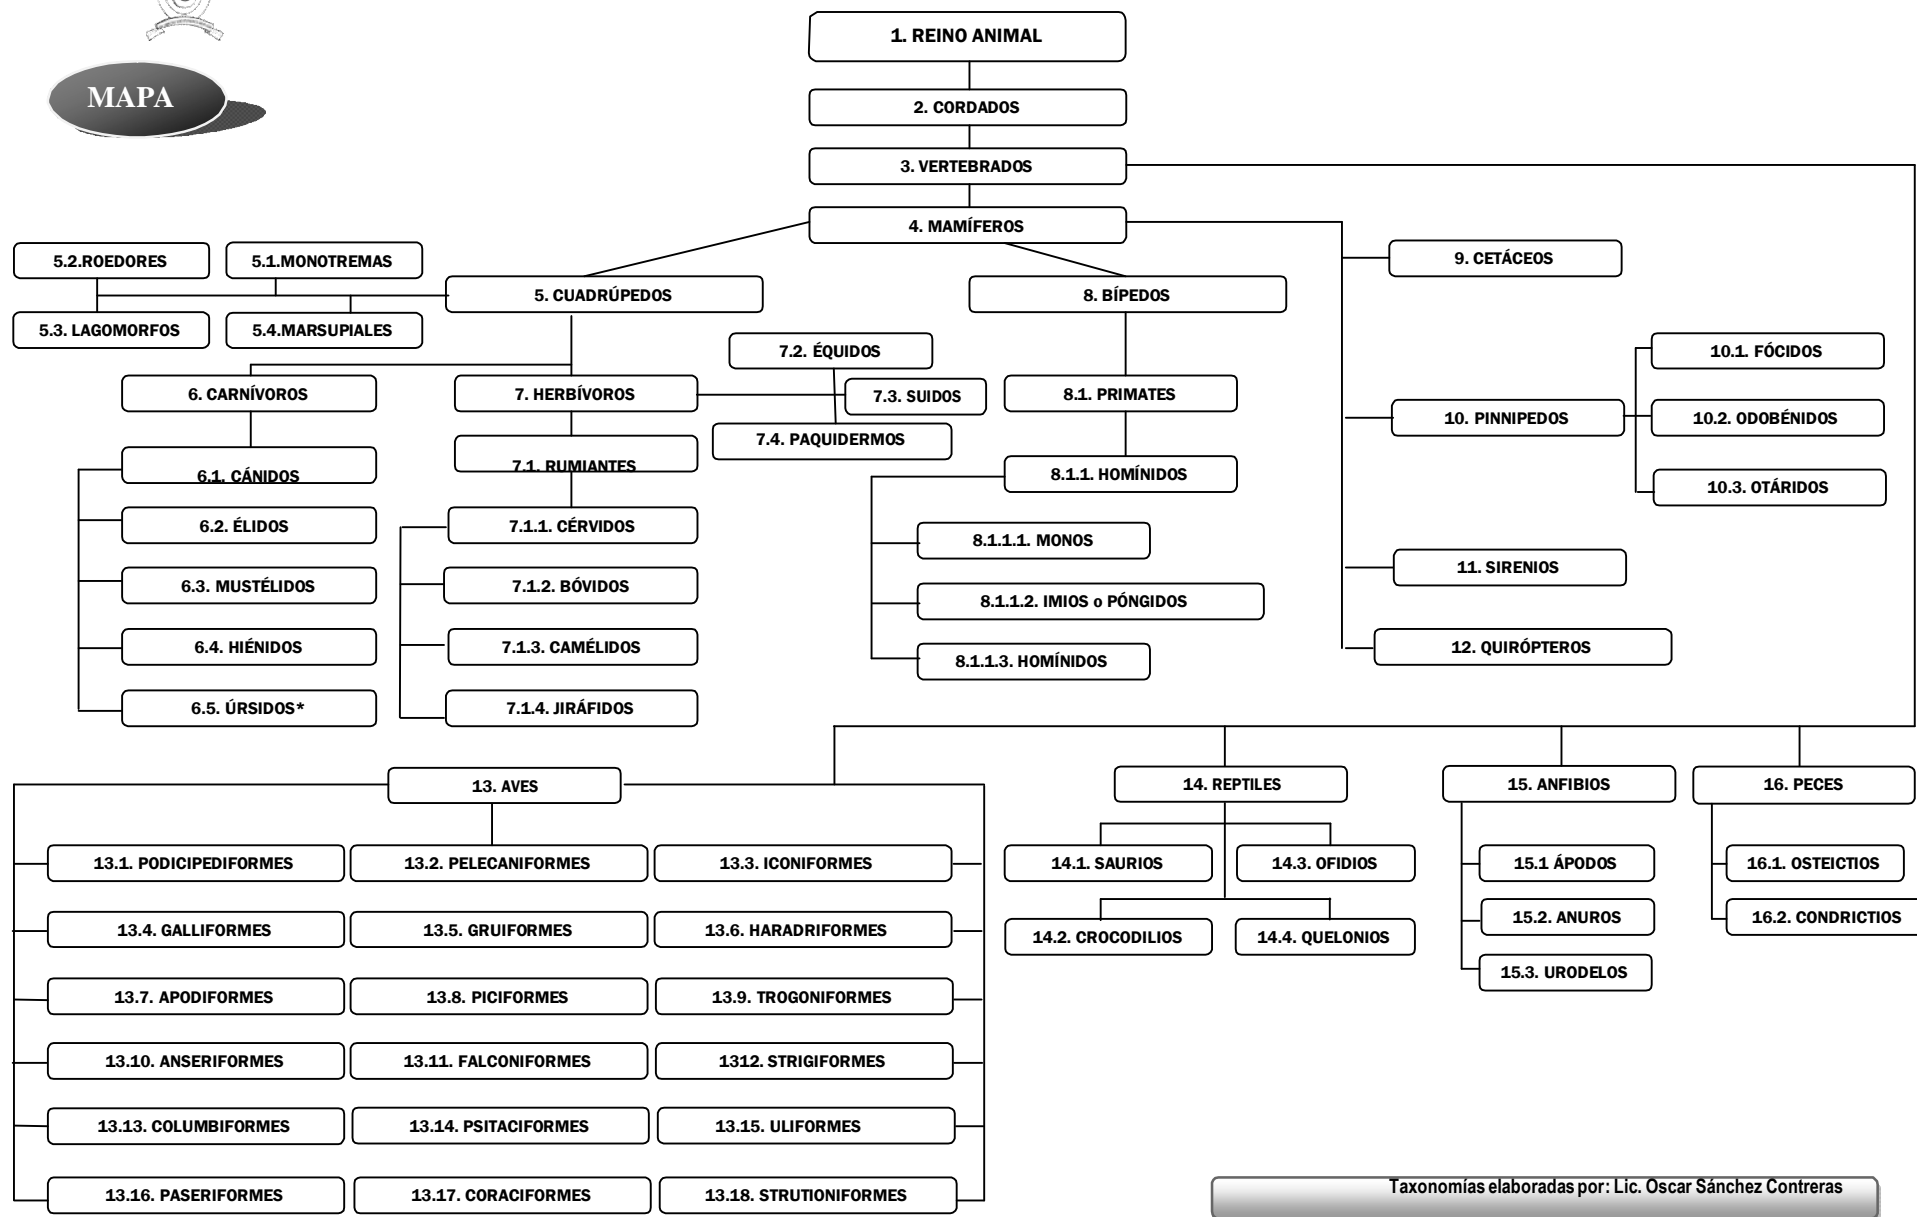 1. REINO ANIMAL
MAPA
2. CORDADOS
3. VERTEBRADOS
4. MAMÍFEROS
5.2.ROEDORES
5.1.MONOTREMAS
9. CETÁCEOS
5. CUADRÚPEDOS
8. BÍPEDOS
5.3. LAGOMORFOS
5.4.MARSUPIALES
7.2. ÉQUIDOS
10.1. FÓCIDOS
6. CARNÍVOROS
7. HERBÍVOROS
7.3. SUIDOS
8.1. PRIMATES
10. PINNIPEDOS
10.2. ODOBÉNIDOS
7.4. PAQUIDERMOS
6.1. CÁNIDOS
7.1. RUMIANTES
8.1.1. HOMÍNIDOS
10.3. OTÁRIDOS
6.2. ÉLIDOS
7.1.1. CÉRVIDOS
8.1.1.1. MONOS
11. SIRENIOS
6.3. MUSTÉLIDOS
7.1.2. BÓVIDOS
8.1.1.2. IMIOS o PÓNGIDOS
6.4. HIÉNIDOS
7.1.3. CAMÉLIDOS
8.1.1.3. HOMÍNIDOS
12. QUIRÓPTEROS
6.5. ÚRSIDOS*
7.1.4. JIRÁFIDOS
13. AVES
14. REPTILES
15. ANFIBIOS
16. PECES
13.1. PODICIPEDIFORMES
13.2. PELECANIFORMES
13.3. ICONIFORMES
14.1. SAURIOS
14.3. OFIDIOS
15.1 ÁPODOS
16.1. OSTEICTIOS
13.4. GALLIFORMES
13.5. GRUIFORMES
13.6. HARADRIFORMES
14.2. CROCODILIOS
14.4. QUELONIOS
15.2. ANUROS
16.2. CONDRICTIOS
15.3. URODELOS
13.7. APODIFORMES
13.8. PICIFORMES
13.9. TROGONIFORMES
13.10. ANSERIFORMES
13.11. FALCONIFORMES
1312. STRIGIFORMES
13.13. COLUMBIFORMES
13.14. PSITACIFORMES
13.15. ULIFORMES
13.16. PASERIFORMES
13.17. CORACIFORMES
13.18. STRUTIONIFORMES
Taxonomías elaboradas por: Lic. Oscar Sánchez Contreras